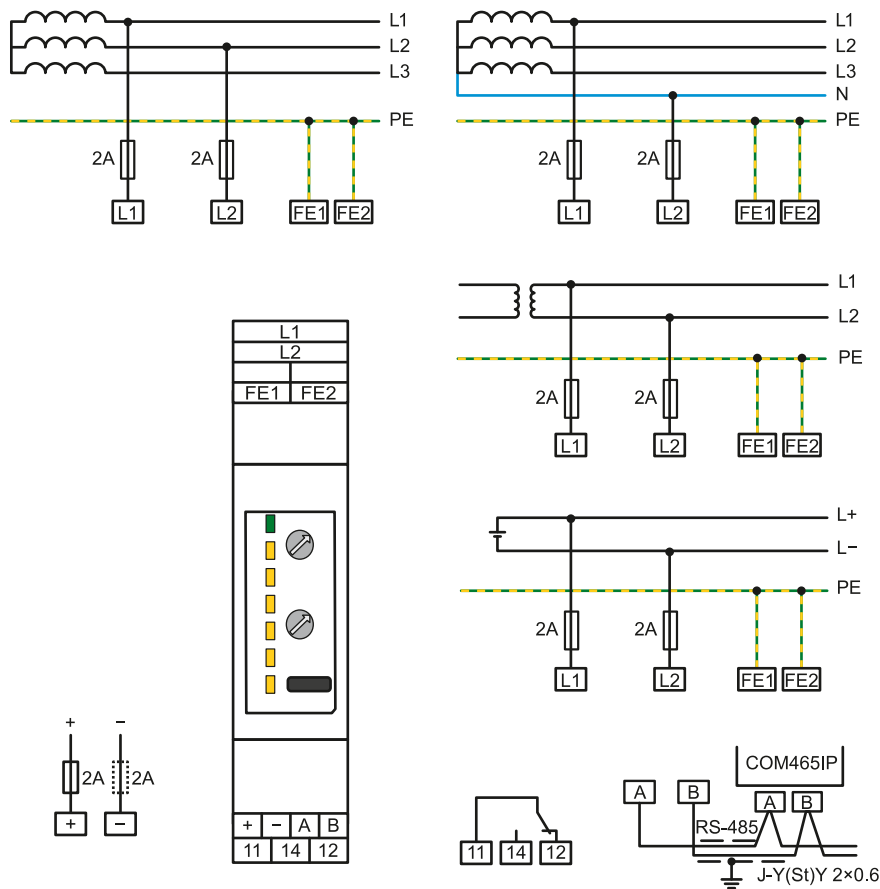 L1
L2
L3
PE
2A 2A
L1 L2 FE1 FE2
L1
L2
L3
N
PE
2A 2A
L1 L2 FE1 FE2
L1
L2
PE
2A 2A
L1 L2 FE1 FE2
L+
L−
PE
2A 2A
L1 L2 FE1 FE2
L1
L2
FE1 FE2
+ − A B
11 14 12
+ −
2A 2A
+ −
11 14 12
COM465IP
A B A B
RS-485
J-Y(St)Y 2×0.6